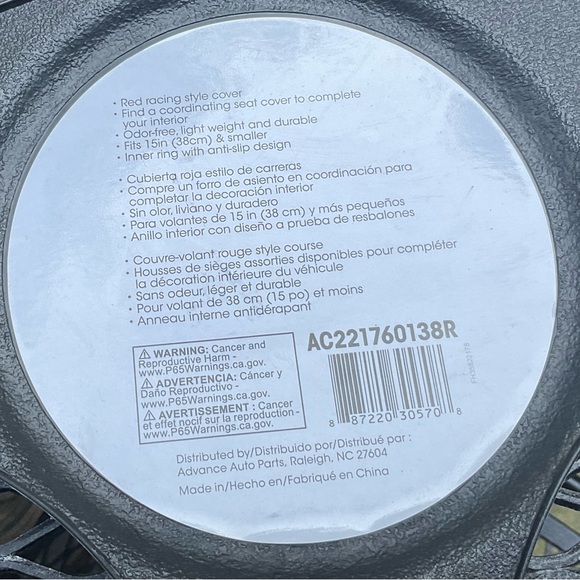 • Red racing style cover
• Find a coordinating seat cover to complete
your interior
• Odor-free, light weight and durable
• Fits 15in (38cm) & smaller
• Inner ring with anti-slip design
• Cubierta roja estilo de carreras
• Compre un forro de asiento en coordinación para
completar la decoración interior
• Sin olor, liviano y duradero
• Para volantes de 15 in (38 cm) y más pequeños
• Anillo interior con diseño a prueba de resbalones
• Couvre-volant rouge style course
• Housses de sièges assorties disponibles pour compléter
la décoration intérieure du véhicule
• Sans odeur, léger et durable
• Pour volant de 38 cm (15 po) et moins
• Anneau interne antidérapant
⚠ WARNING: Cancer and
Reproductive Harm -
www.P65Warnings.ca.gov.
⚠ ADVERTENCIA: Cáncer y
Daño Reproductivo -
www.P65Warnings.ca.gov.
⚠ AVERTISSEMENT : Cancer
et effet nocif sur la reproduction -
www.P65Warnings.ca.gov.
AC221760138R
8 87220 30570 8
Distributed by/Distribuido por/Distribué par :
Advance Auto Parts, Raleigh, NC 27604
Made in/Hecho en/Fabriqué en China